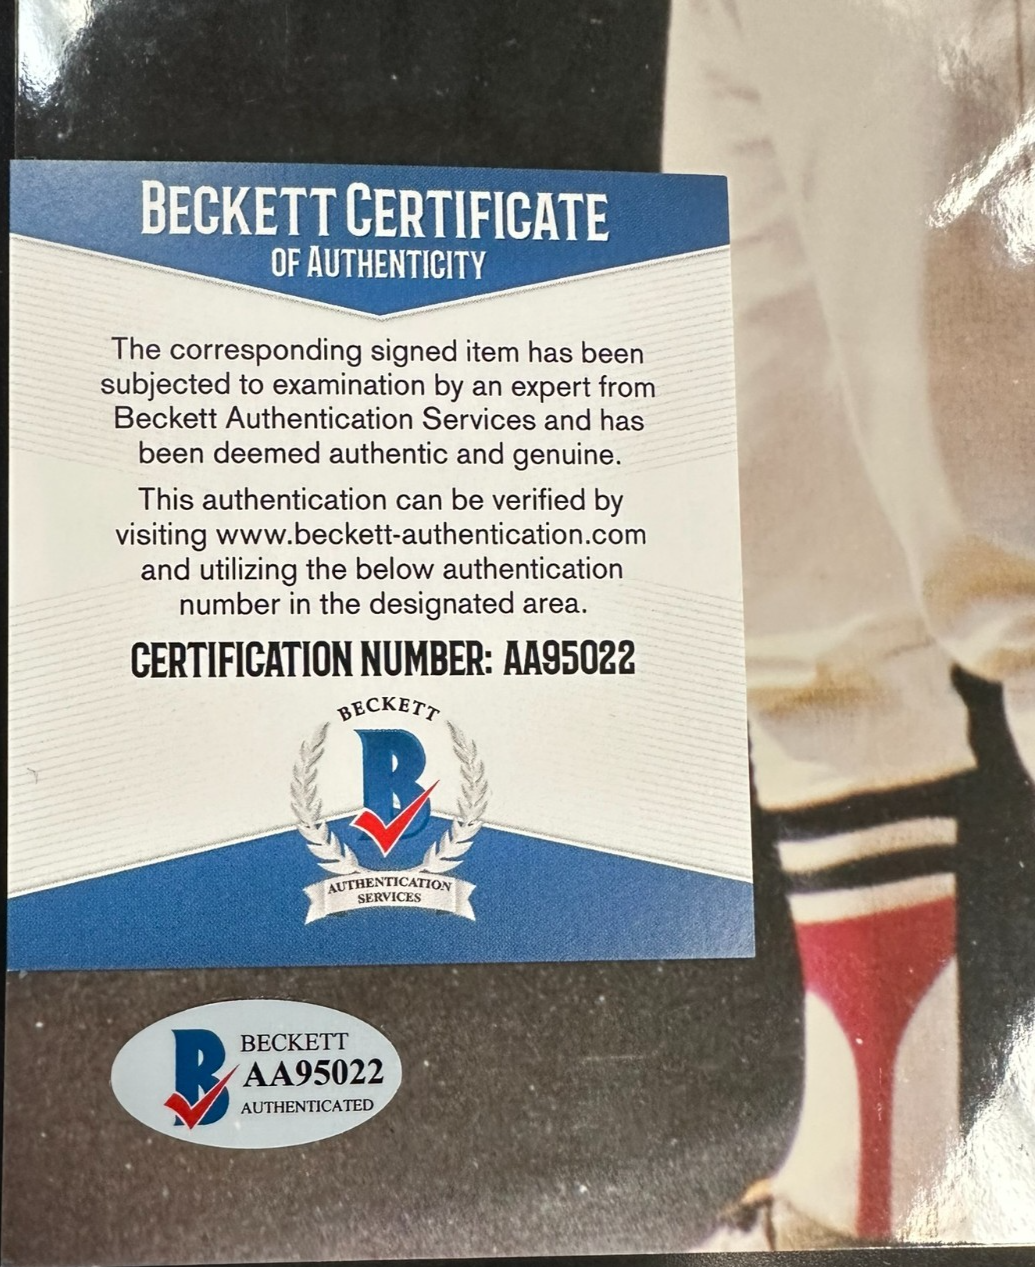 BECKETT CERTIFICATE
OF AUTHENTICITY
The corresponding signed item has been
subjected to examination by an expert from
Beckett Authentication Services and has
been deemed authentic and genuine.
This authentication can be verified by
visiting www.beckett-authentication.com
and utilizing the below authentication
number in the designated area.
CERTIFICATION NUMBER: AA95022
BECKETT
B
AUTHENTICATION
SERVICES
B
BECKETT
AA95022
AUTHENTICATED